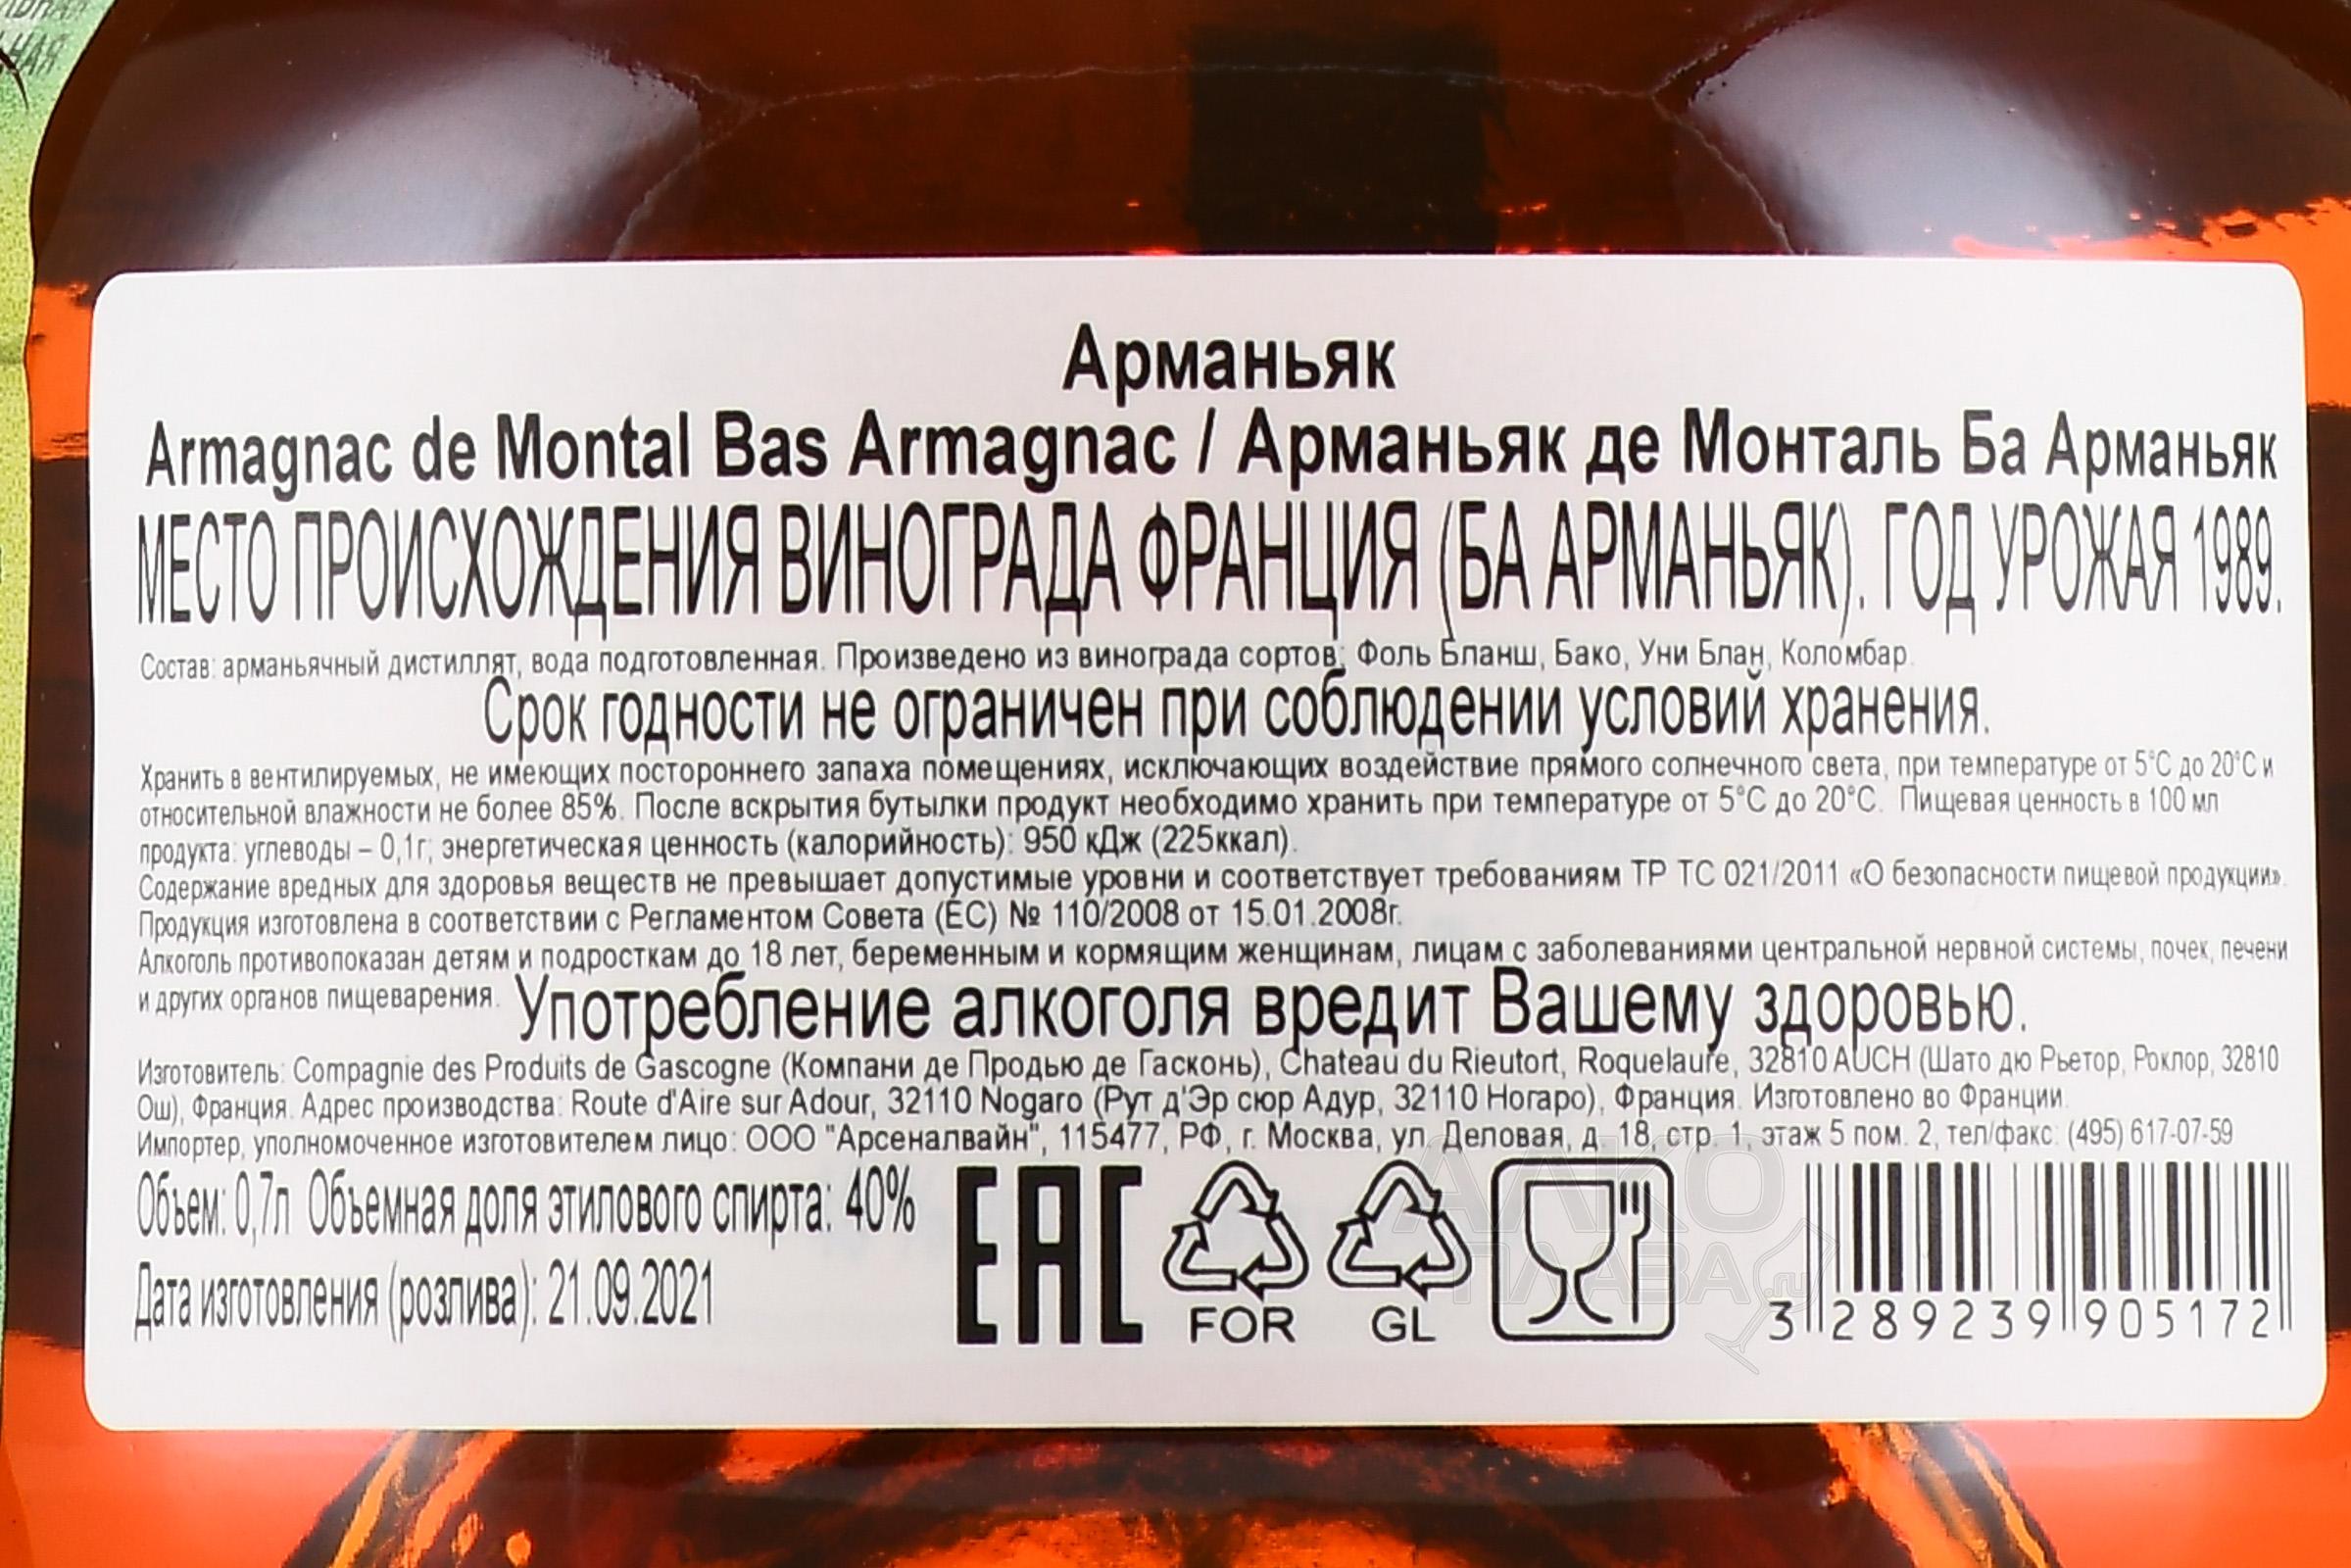 ЬНАЯ
Арманьяк
Armagnac de Montal Bas Armagnac / Арманьяк де Монталь Ба Арманьяк
МЕСТО ПРОИСХОЖДЕНИЯ ВИНОГРАДА ФРАНЦИЯ (БА АРМАНЬЯК). ГОД УРОЖАЯ 1989.
Состав: арманьячный дистиллят, вода подготовленная. Произведено из винограда сортов: Фоль Бланш, Бако, Уни Блан, Коломбар.
Срок годности не ограничен при соблюдении условий хранения.
Хранить в вентилируемых, не имеющих постороннего запаха помещениях, исключающих воздействие прямого солнечного света, при температуре от 5°С до 20°С и
относительной влажности не более 85%. После вскрытия бутылки продукт необходимо хранить при температуре от 5°С до 20°С. Пищевая ценность в 100 мл
продукта: углеводы – 0,1г; энергетическая ценность (калорийность): 950 кДж (225ккал).
Содержание вредных для здоровья веществ не превышает допустимые уровни и соответствует требованиям ТР ТС 021/2011 «О безопасности пищевой продукции».
Продукция изготовлена в соответствии с Регламентом Совета (ЕС) № 110/2008 от 15.01.2008г.
Алкоголь противопоказан детям и подросткам до 18 лет, беременным и кормящим женщинам, лицам с заболеваниями центральной нервной системы, почек, печени
и других органов пищеварения. Употребление алкоголя вредит Вашему здоровью.
Изготовитель: Compagnie des Produits de Gascogne (Компани де Продью де Гасконь), Chateau du Rieutort, Roquelaure, 32810 AUCH (Шато дю Рьетор, Роклор, 32810
Ош), Франция. Адрес производства: Route d'Aire sur Adour, 32110 Nogaro (Рут д'Эр сюр Адур, 32110 Ногаро), Франция. Изготовлено во Франции.
Импортер, уполномоченное изготовителем лицо: ООО "Арсеналвайн", 115477, РФ, г. Москва, ул. Деловая, д. 18, стр. 1, этаж 5 пом. 2, тел/факс: (495) 617-07-59
Объем: 0,7л Объемная доля этилового спирта: 40%
Дата изготовления (розлива): 21.09.2021
ЕАС
FOR
GL
3 289239 905172
АЛКО
ПЛАЗА
.ru